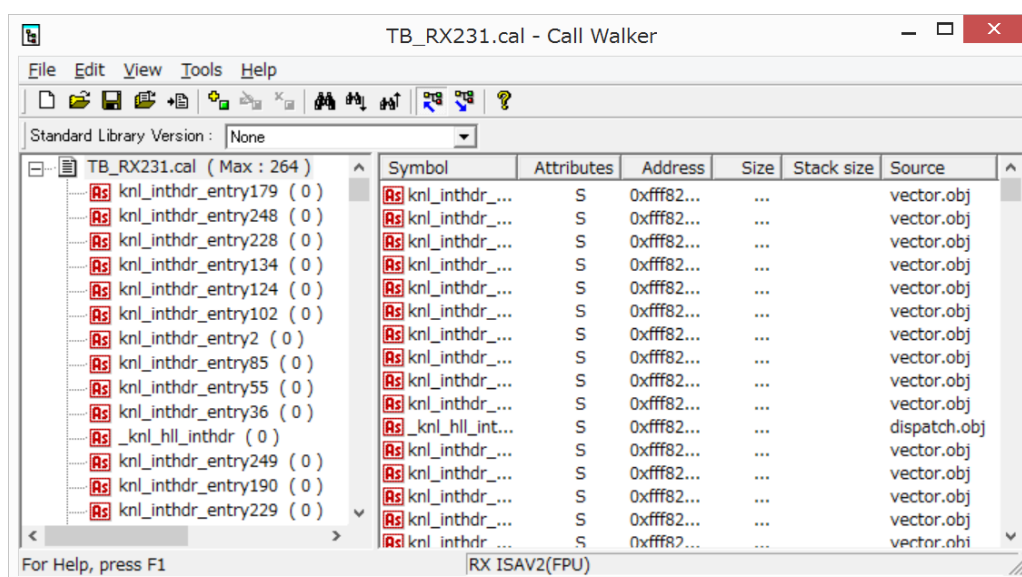 TB_RX231.cal - Call Walker
File Edit View Tools Help
Standard Library Version : None
TB_RX231.cal ( Max : 264 )
knl_inthdr_entry179 ( 0 )
knl_inthdr_entry248 ( 0 )
knl_inthdr_entry228 ( 0 )
knl_inthdr_entry134 ( 0 )
knl_inthdr_entry124 ( 0 )
knl_inthdr_entry102 ( 0 )
knl_inthdr_entry2 ( 0 )
knl_inthdr_entry85 ( 0 )
knl_inthdr_entry55 ( 0 )
knl_inthdr_entry36 ( 0 )
_knl_hll_inthdr ( 0 )
knl_inthdr_entry249 ( 0 )
knl_inthdr_entry190 ( 0 )
knl_inthdr_entry229 ( 0 )
Symbol Attributes Address Size Stack size Source
knl_inthdr_... S 0xfff82... ... vector.obj
knl_inthdr_... S 0xfff82... ... vector.obj
knl_inthdr_... S 0xfff82... ... vector.obj
knl_inthdr_... S 0xfff82... ... vector.obj
knl_inthdr_... S 0xfff82... ... vector.obj
knl_inthdr_... S 0xfff82... ... vector.obj
knl_inthdr_... S 0xfff82... ... vector.obj
knl_inthdr_... S 0xfff82... ... vector.obj
knl_inthdr_... S 0xfff82... ... vector.obj
knl_inthdr_... S 0xfff82... ... vector.obj
_knl_hll_int... S 0xfff82... ... dispatch.obj
knl_inthdr_... S 0xfff82... ... vector.obj
knl_inthdr_... S 0xfff82... ... vector.obj
knl_inthdr_... S 0xfff82... ... vector.obj
knl_inthdr_... S 0xfff82... ... vector.obj
knl_inthdr_... S 0xfff82... ... vector.obj
For Help, press F1
RX ISAV2(FPU)